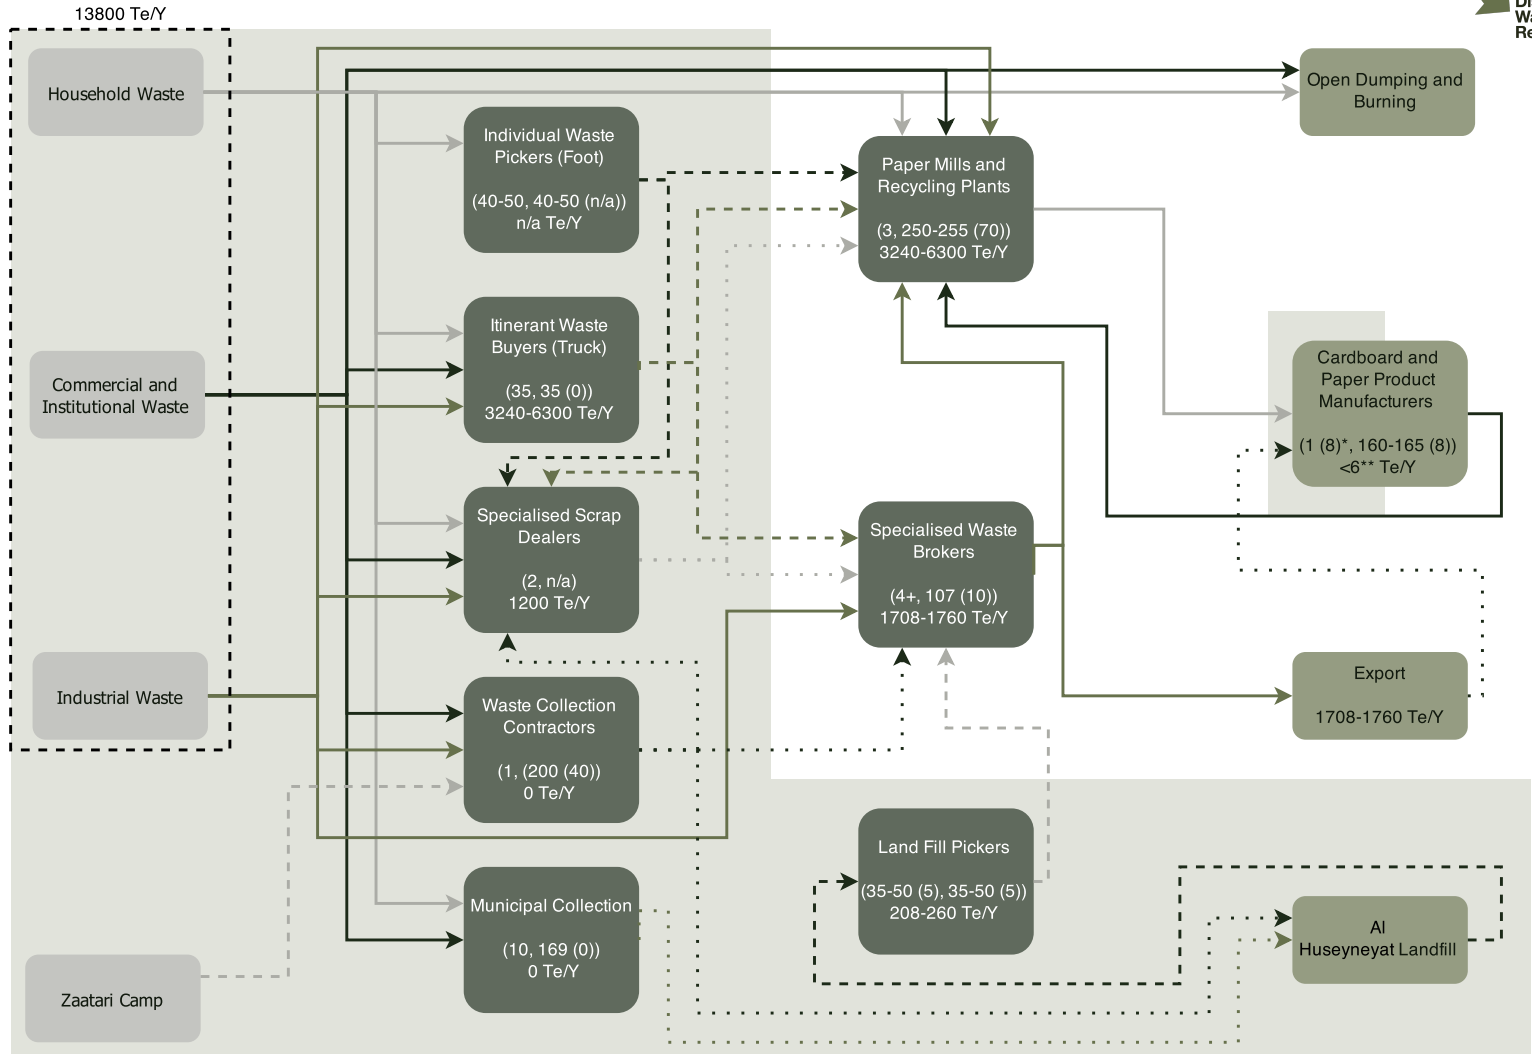 13800 Te/Y
Household Waste
Commercial and
Institutional Waste
Industrial Waste
Zaatari Camp
Individual Waste
Pickers (Foot)
(40-50, 40-50 (n/a))
n/a Te/Y
Itinerant Waste
Buyers (Truck)
(35, 35 (0))
3240-6300 Te/Y
Specialised Scrap
Dealers
(2, n/a)
1200 Te/Y
Waste Collection
Contractors
(1, (200 (40))
0 Te/Y
Municipal Collection
(10, 169 (0))
0 Te/Y
Paper Mills and
Recycling Plants
(3, 250-255 (70))
3240-6300 Te/Y
Specialised Waste
Brokers
(4+, 107 (10))
1708-1760 Te/Y
Land Fill Pickers
(35-50 (5), 35-50 (5))
208-260 Te/Y
Open Dumping and
Burning
Cardboard and
Paper Product
Manufacturers
(1 (8)*, 160-165 (8))
<6** Te/Y
Export
1708-1760 Te/Y
Al
Huseyneyat Landfill